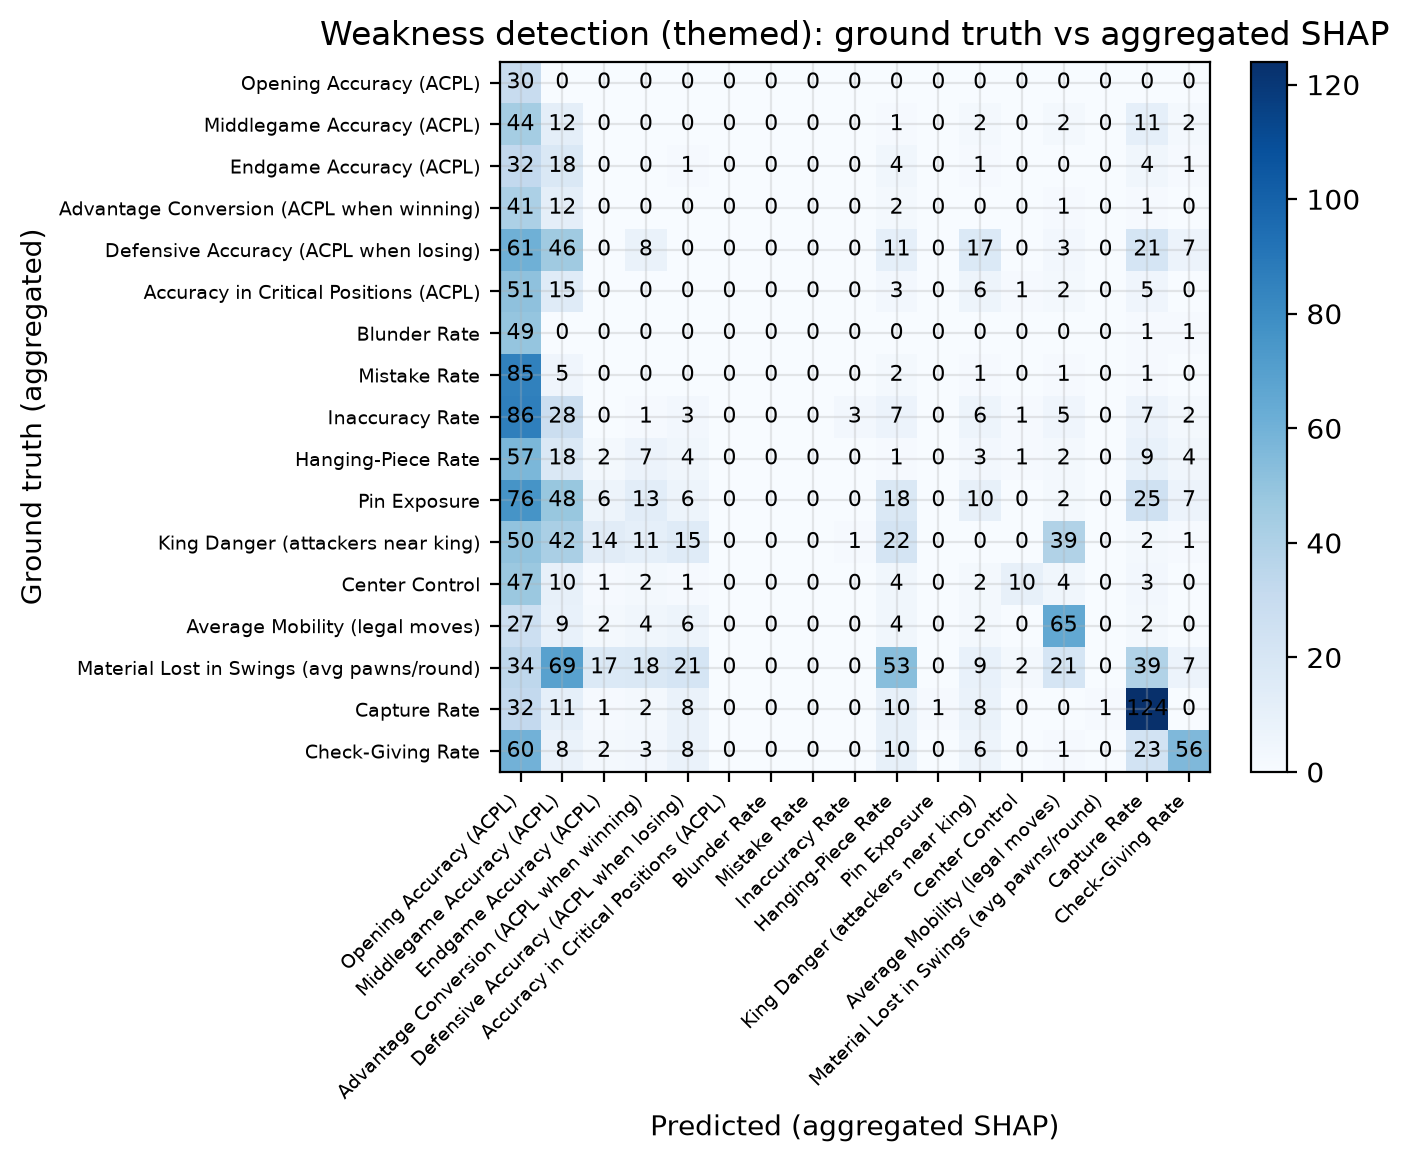 Weakness detection (themed): ground truth vs aggregated SHAP
Ground truth (aggregated)
Opening Accuracy (ACPL) 30 0 0 0 0 0 0 0 0 0 0 0 0 0 0 0 0
Middlegame Accuracy (ACPL) 44 12 0 0 0 0 0 0 0 1 0 2 0 2 0 11 2
Endgame Accuracy (ACPL) 32 18 0 0 1 0 0 0 0 4 0 1 0 0 0 4 1
Advantage Conversion (ACPL when winning) 41 12 0 0 0 0 0 0 0 2 0 0 0 1 0 1 0
Defensive Accuracy (ACPL when losing) 61 46 0 8 0 0 0 0 0 11 0 17 0 3 0 21 7
Accuracy in Critical Positions (ACPL) 51 15 0 0 0 0 0 0 0 3 0 6 1 2 0 5 0
Blunder Rate 49 0 0 0 0 0 0 0 0 0 0 0 0 0 0 1 1
Mistake Rate 85 5 0 0 0 0 0 0 0 2 0 1 0 1 0 1 0
Inaccuracy Rate 86 28 0 1 3 0 0 0 3 7 0 6 1 5 0 7 2
Hanging-Piece Rate 57 18 2 7 4 0 0 0 0 1 0 3 1 2 0 9 4
Pin Exposure 76 48 6 13 6 0 0 0 0 18 0 10 0 2 0 25 7
King Danger (attackers near king) 50 42 14 11 15 0 0 0 1 22 0 0 0 39 0 2 1
Center Control 47 10 1 2 1 0 0 0 0 4 0 2 10 4 0 3 0
Average Mobility (legal moves) 27 9 2 4 6 0 0 0 0 4 0 2 0 65 0 2 0
Material Lost in Swings (avg pawns/round) 34 69 17 18 21 0 0 0 0 53 0 9 2 21 0 39 7
Capture Rate 32 11 1 2 8 0 0 0 0 10 1 8 0 0 1 124 0
Check-Giving Rate 60 8 2 3 8 0 0 0 0 10 0 6 0 1 0 23 56
Opening Accuracy (ACPL)
Middlegame Accuracy (ACPL)
Endgame Accuracy (ACPL)
Advantage Conversion (ACPL when winning)
Defensive Accuracy (ACPL when losing)
Accuracy in Critical Positions (ACPL)
Blunder Rate
Mistake Rate
Inaccuracy Rate
Hanging-Piece Rate
Pin Exposure
King Danger (attackers near king)
Center Control
Average Mobility (legal moves)
Material Lost in Swings (avg pawns/round)
Capture Rate
Check-Giving Rate
Predicted (aggregated SHAP)
120
100
80
60
40
20
0